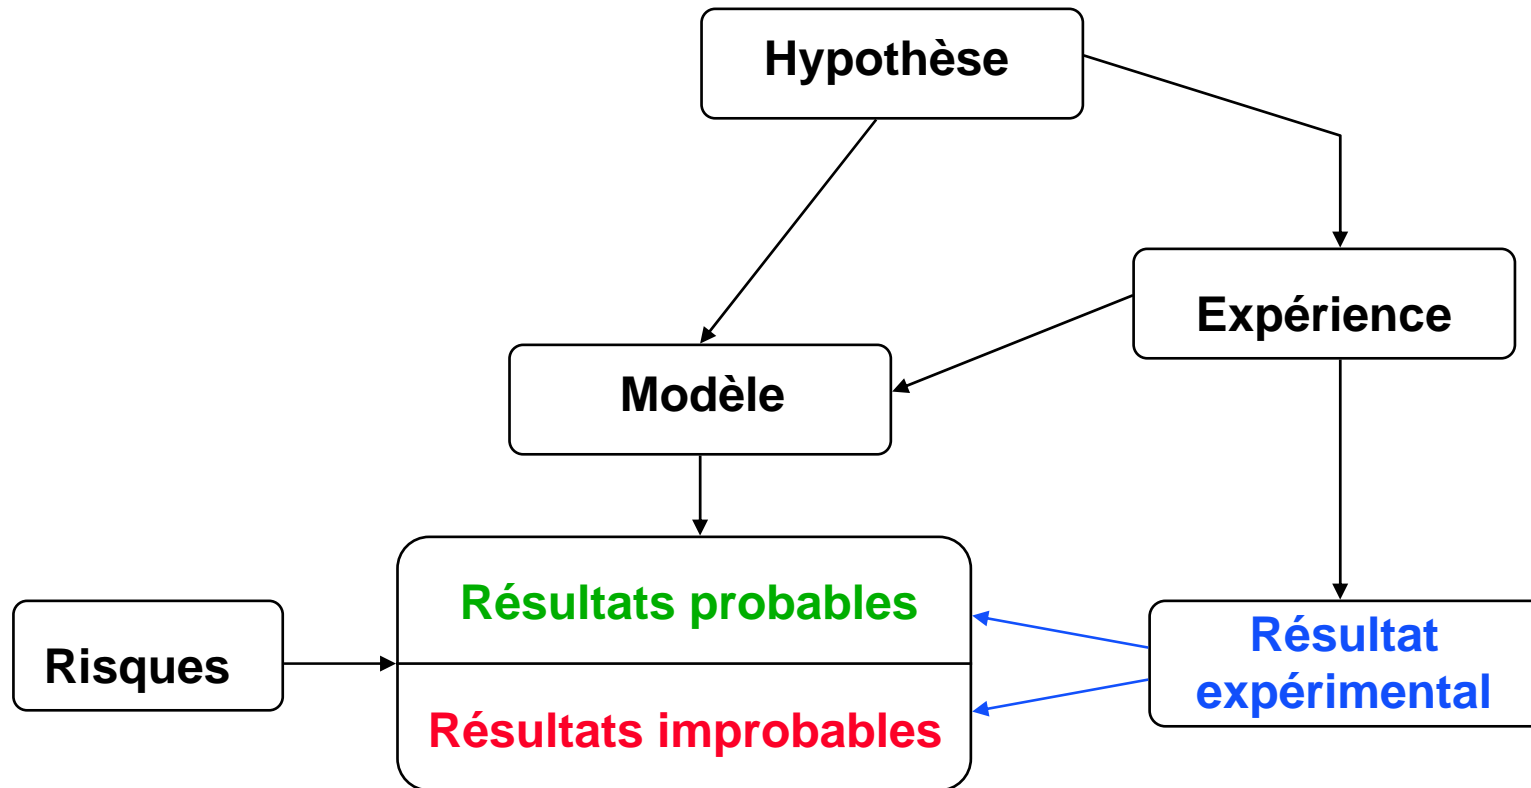 Hypothèse
Expérience
Modèle
Résultats probables
Risques
Résultats improbables
Résultat
expérimental